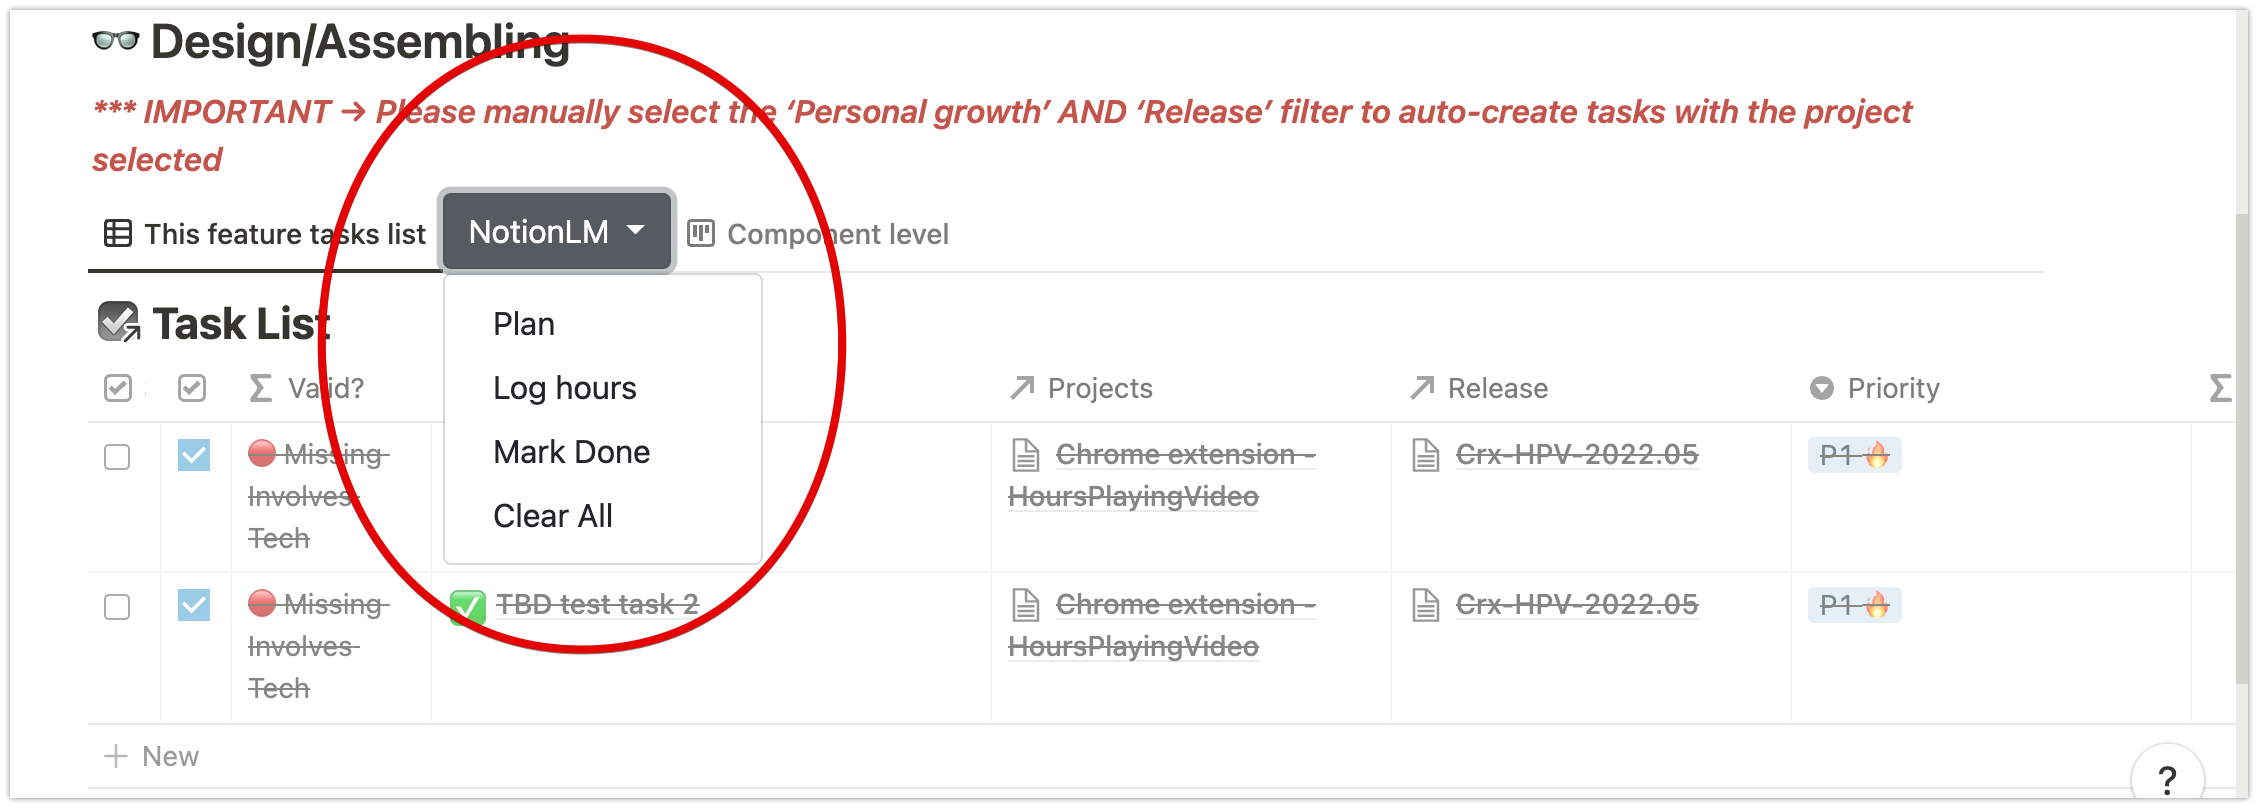 Design/Assembling
*** IMPORTANT → Please manually select the ‘Personal growth’ AND ‘Release’ filter to auto-create tasks with the project
selected
This feature tasks list NotionLM Component level
Plan
Log hours
Mark Done
Clear All
Task List
Valid? Projects Release Priority Σ
Missing Chrome extension - Crx-HPV-2022.05 P1
Involves HoursPlayingVideo
Tech
Missing TBD test task 2 Chrome extension - Crx-HPV-2022.05 P1
Involves HoursPlayingVideo
Tech
+ New
?